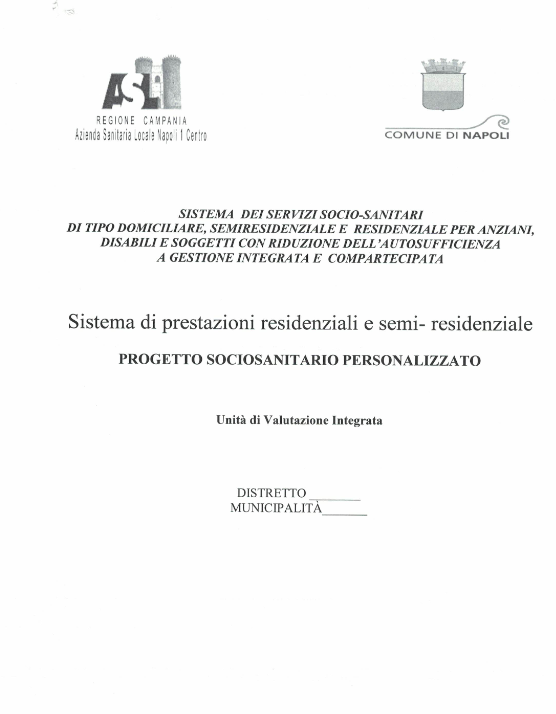 ASL
REGIONE CAMPANIA
Azienda Sanitaria Locale Napoli 1 Centro
COMUNE DI NAPOLI
SISTEMA DEI SERVIZI SOCIO-SANITARI
DI TIPO DOMICILIARE, SEMIRESIDENZIALE E RESIDENZIALE PER ANZIANI,
DISABILI E SOGGETTI CON RIDUZIONE DELL'AUTOSUFFICIENZA
A GESTIONE INTEGRATA E COMPARTECIPATA
Sistema di prestazioni residenziali e semi- residenziale
PROGETTO SOCIOSANITARIO PERSONALIZZATO
Unità di Valutazione Integrata
DISTRETTO ________
MUNICIPALITÀ_______